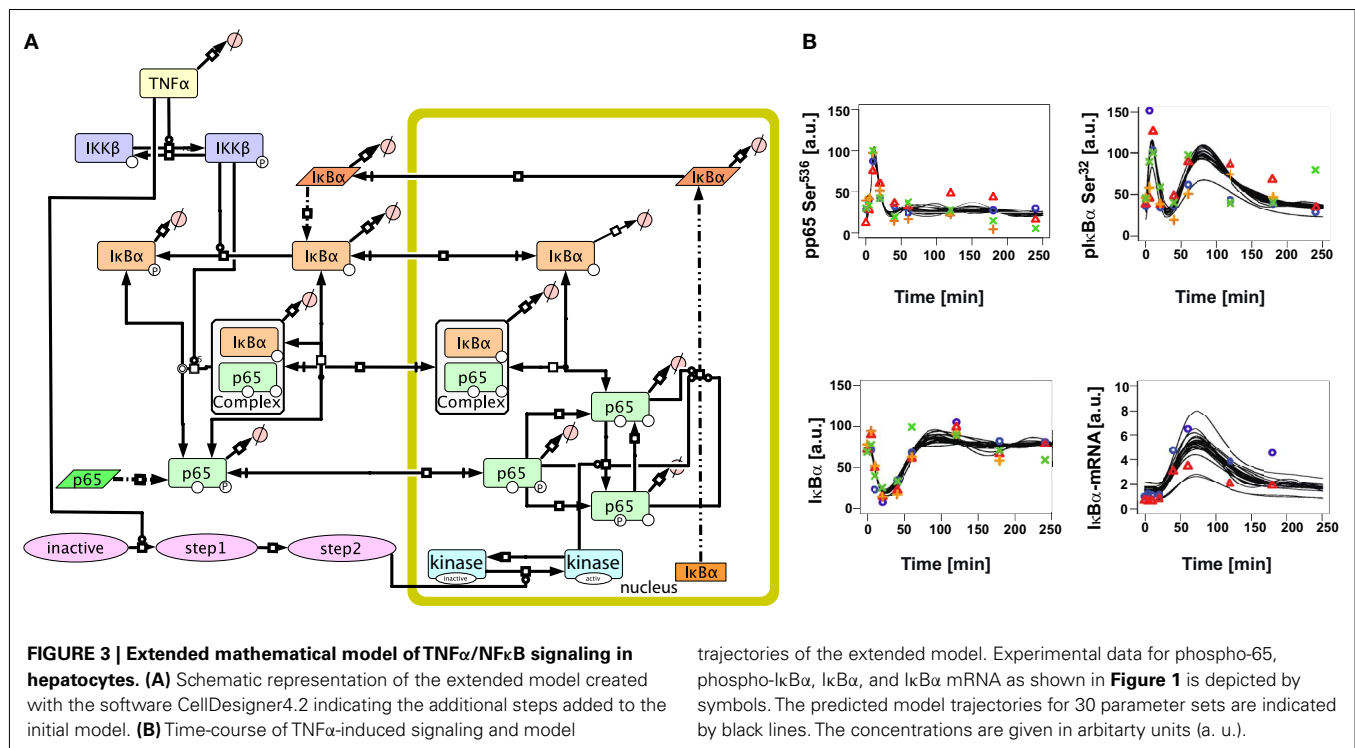 A
B
TNFα
IKKβ
IKKβ
P
IκBα
IκBα
IκBα
P
IκBα
IκBα
IκBα
IκBα
p65
p65
Complex
Complex
5
p65
p65
p65
P
p65
P
p65
P
inactive
step1
step2
kinase
inactive
kinase
activ
nucleus
IκBα
pp65 Ser536 [a.u.]
150
100
50
0
0 50 100 150 200 250
Time [min]
pIκBα Ser32 [a.u.]
150
100
50
0
0 50 100 150 200 250
Time [min]
IκBα [a.u.]
150
100
50
0
0 50 100 150 200 250
Time [min]
IκBα-mRNA [a.u.]
10
8
6
4
2
0
0 50 100 150 200 250
Time [min]
FIGURE 3 | Extended mathematical model of TNFα/NFκB signaling in
hepatocytes. (A) Schematic representation of the extended model created
with the software CellDesigner4.2 indicating the additional steps added to the
initial model. (B) Time-course of TNFα-induced signaling and model
trajectories of the extended model. Experimental data for phospho-65,
phospho-IκBα, IκBα, and IκBα mRNA as shown in Figure 1 is depicted by
symbols. The predicted model trajectories for 30 parameter sets are indicated
by black lines. The concentrations are given in arbitarty units (a. u.).